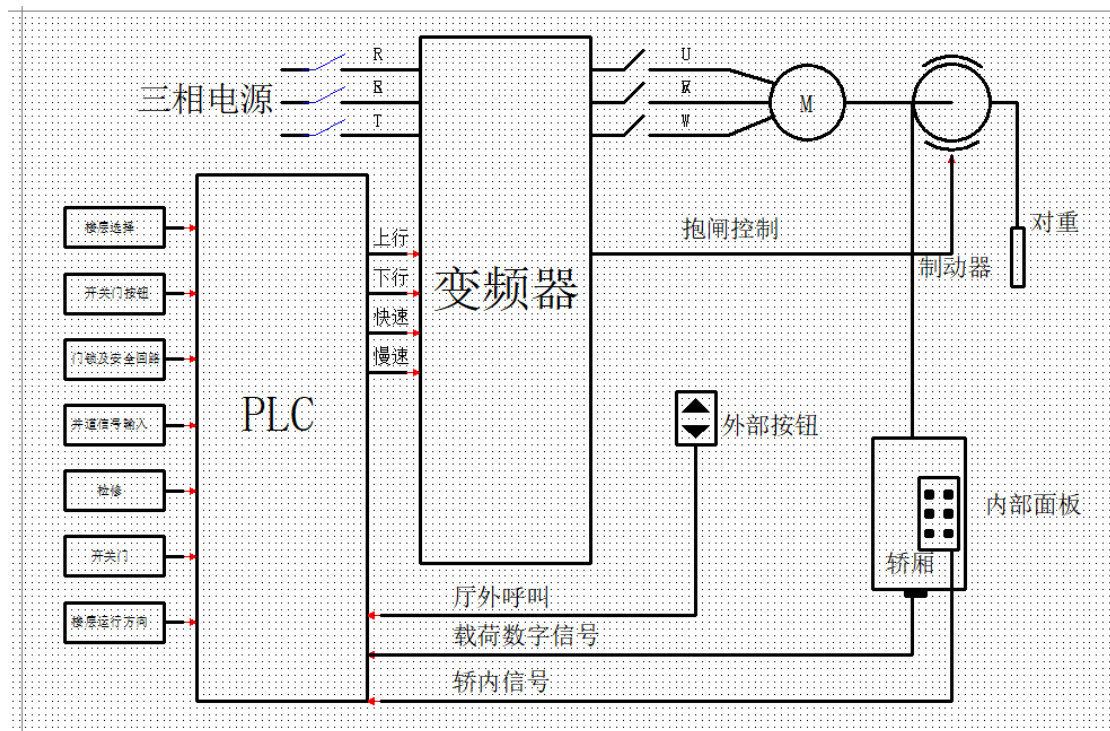 R
三相电源
T
U
W
M
楼层选择
开关门按钮
门锁及安全回路
井道信号输入
检修
开关门
楼层运行方向
PLC
上行
下行
快速
慢速
变频器
抱闸控制
制动器
对重
外部按钮
内部面板
轿厢
厅外呼叫
载荷数字信号
轿内信号